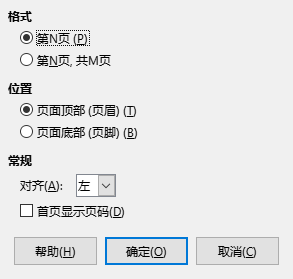 格式
第N页 (P)
第N页, 共M页
位置
页面顶部 (页眉) (T)
页面底部 (页脚) (B)
常规
对齐(A): 左
首页显示页码(D)
帮助(H) 确定(O) 取消(C)